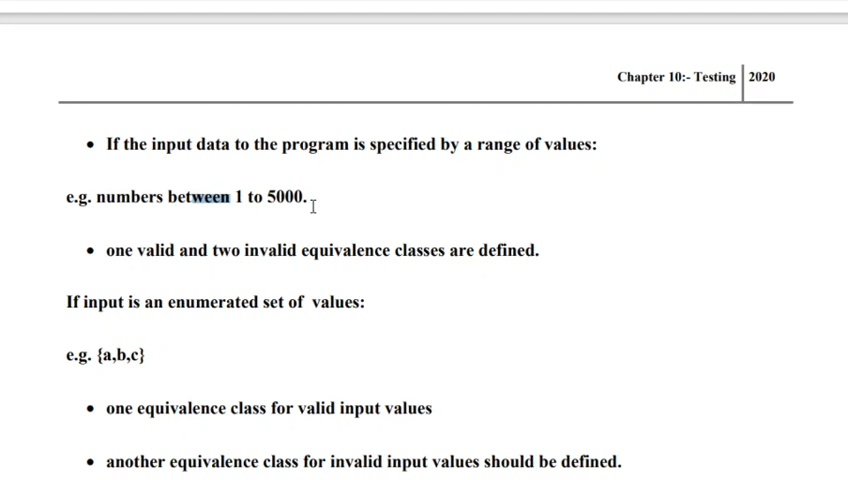 Chapter 10:- Testing 2020
• If the input data to the program is specified by a range of values:
e.g. numbers between 1 to 5000.
• one valid and two invalid equivalence classes are defined.
If input is an enumerated set of values:
e.g. {a,b,c}
• one equivalence class for valid input values
• another equivalence class for invalid input values should be defined.